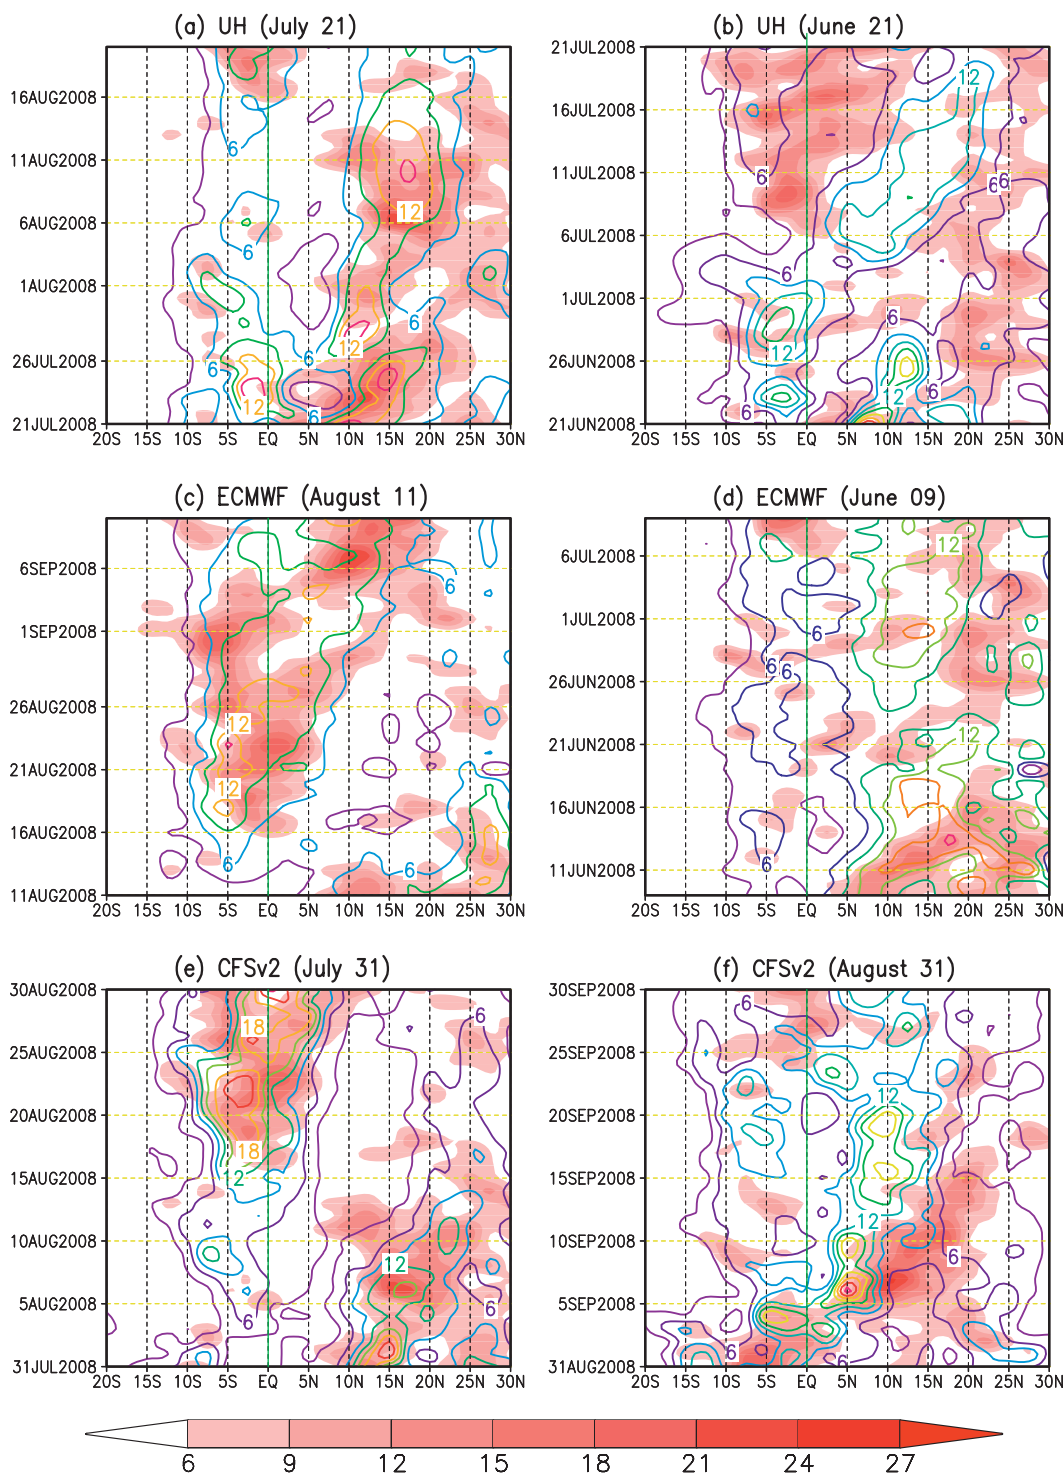 (a) UH (July 21)
(b) UH (June 21)
21JUL2008
16AUG2008
16JUL2008
11AUG2008
11JUL2008
6AUG2008
6JUL2008
1AUG2008
1JUL2008
26JUL2008
26JUN2008
21JUL2008
21JUN2008
6
6
6
6
6
6
12
12
12
12
6
6
6
6
6
6
12
12
12
20S 15S 10S 5S EQ 5N 10N 15N 20N 25N 30N
20S 15S 10S 5S EQ 5N 10N 15N 20N 25N 30N
(c) ECMWF (August 11)
(d) ECMWF (June 09)
6SEP2008
6JUL2008
1SEP2008
1JUL2008
26AUG2008
26JUN2008
21AUG2008
21JUN2008
16AUG2008
16JUN2008
11AUG2008
11JUN2008
6
12
12
6
6
12
6
6
6
12
6
20S 15S 10S 5S EQ 5N 10N 15N 20N 25N 30N
20S 15S 10S 5S EQ 5N 10N 15N 20N 25N 30N
(e) CFSv2 (July 31)
(f) CFSv2 (August 31)
30AUG2008
30SEP2008
25AUG2008
25SEP2008
20AUG2008
20SEP2008
15AUG2008
15SEP2008
10AUG2008
10SEP2008
5AUG2008
5SEP2008
31JUL2008
31AUG2008
6
6
18
18
12
12
6
6
6
12
12
6
6
6
20S 15S 10S 5S EQ 5N 10N 15N 20N 25N 30N
20S 15S 10S 5S EQ 5N 10N 15N 20N 25N 30N
6 9 12 15 18 21 24 27